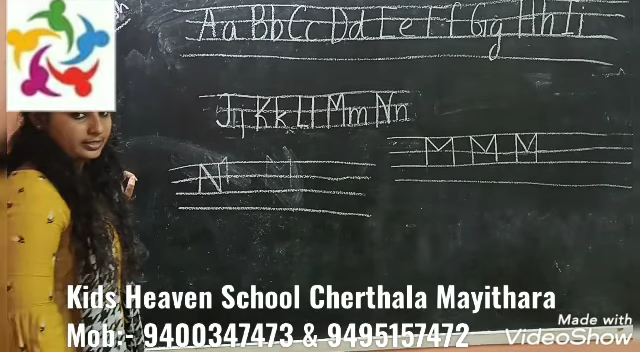 Aa Bb Cc Dd Ee Ff Gg Hh Ii
Jj Kk Ll Mm Nn
M M M
N
Kids Heaven School Cherthala Mayithara
Mob:- 9400347473 & 9495157472
Made with
VideoShow